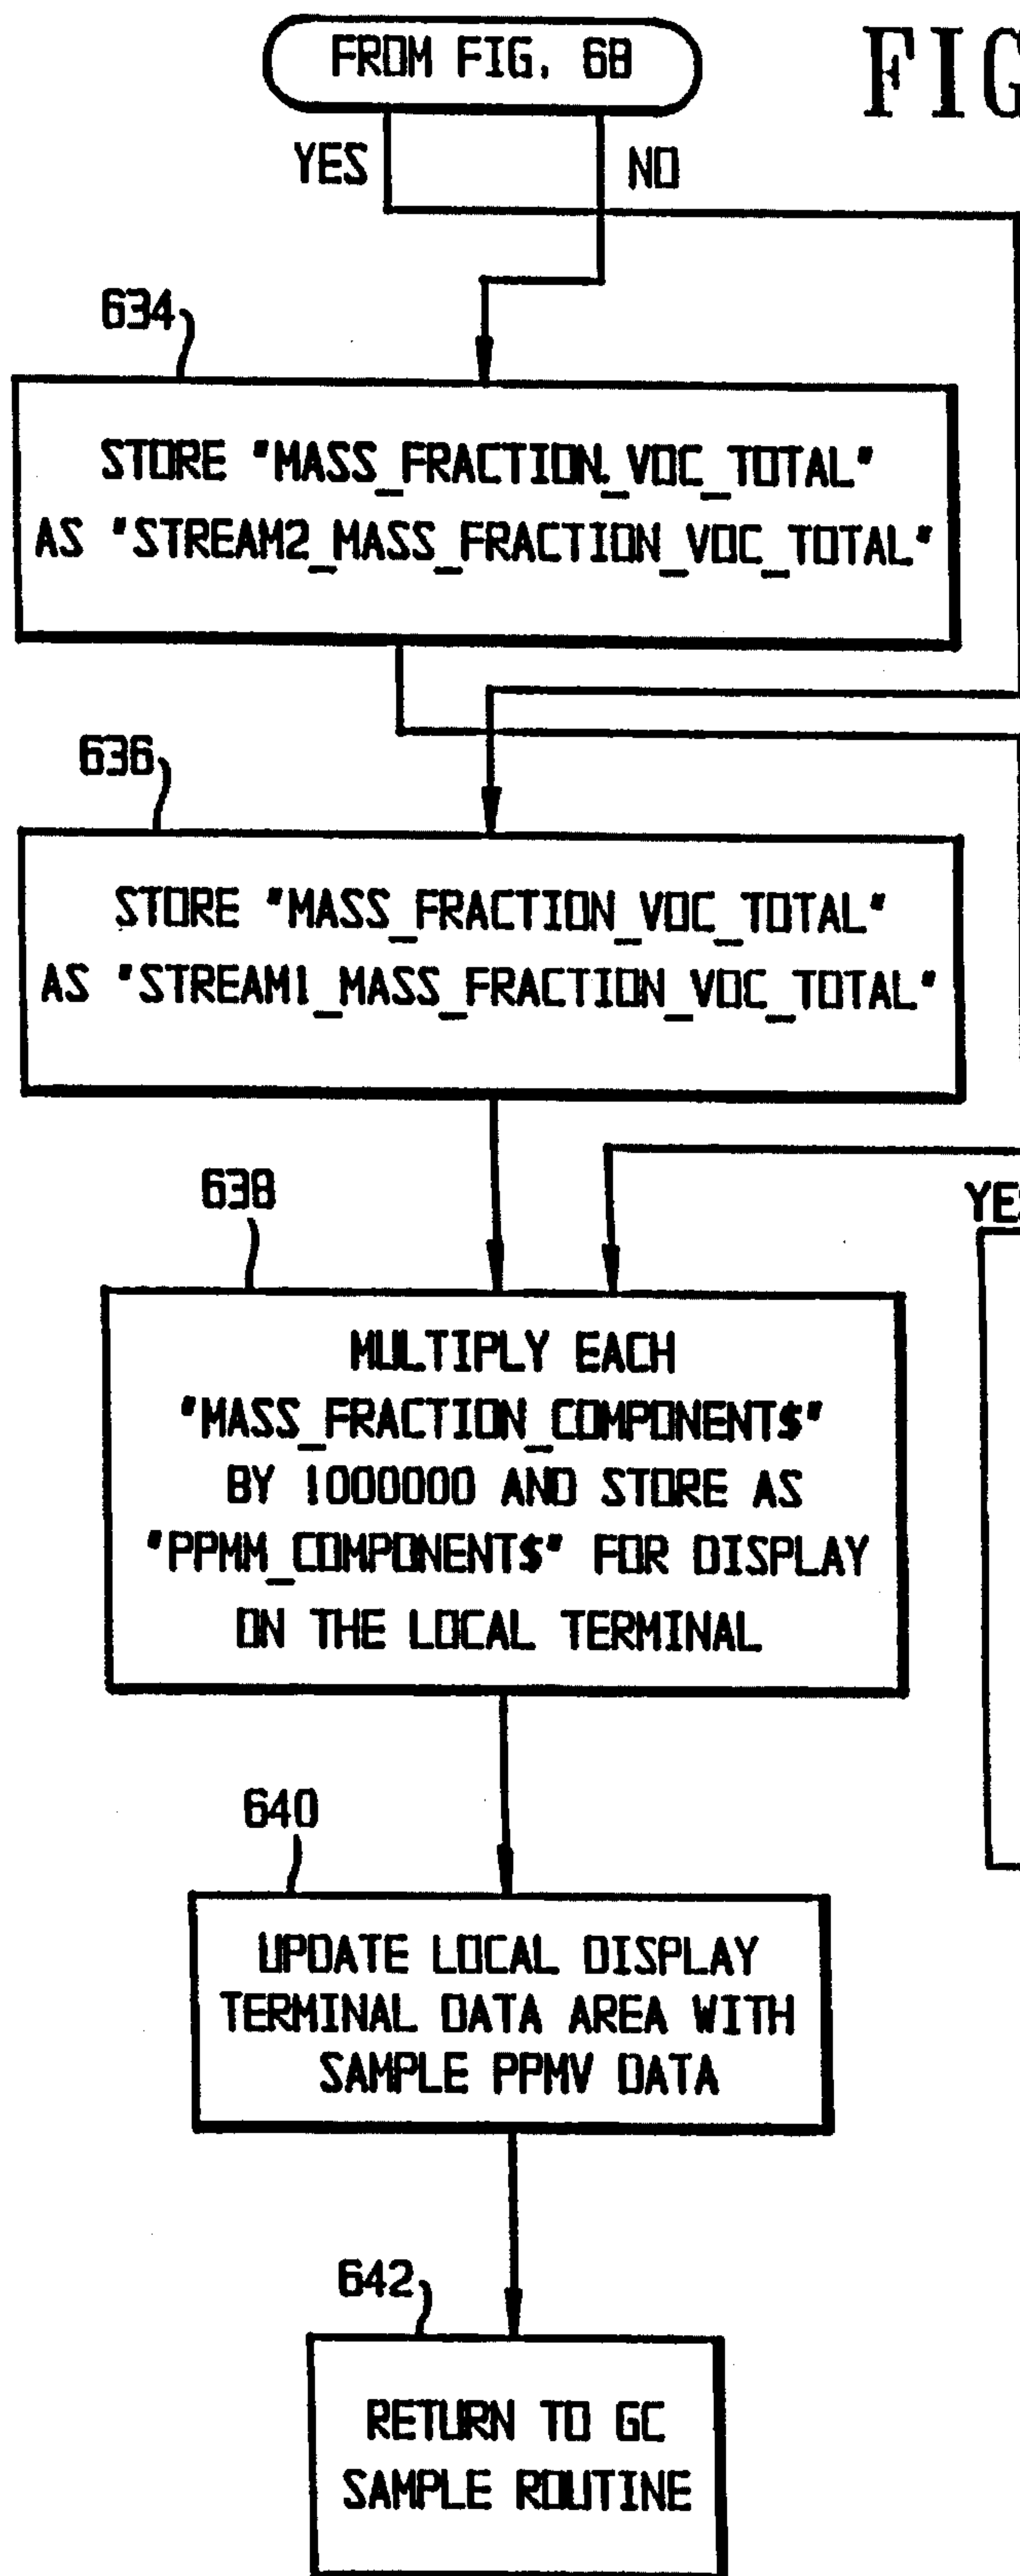 FROM FIG. 6B
FIG
YES
NO
634
STORE "MASS_FRACTION_VOC_TOTAL"
AS "STREAM2_MASS_FRACTION_VOC_TOTAL"
636
STORE "MASS_FRACTION_VOC_TOTAL"
AS "STREAM1_MASS_FRACTION_VOC_TOTAL"
638
YES
MULTIPLY EACH
"MASS_FRACTION_COMPONENT$"
BY 1000000 AND STORE AS
"PPMM_COMPONENT$" FOR DISPLAY
ON THE LOCAL TERMINAL
640
UPDATE LOCAL DISPLAY
TERMINAL DATA AREA WITH
SAMPLE PPMV DATA
642
RETURN TO GC
SAMPLE ROUTINE